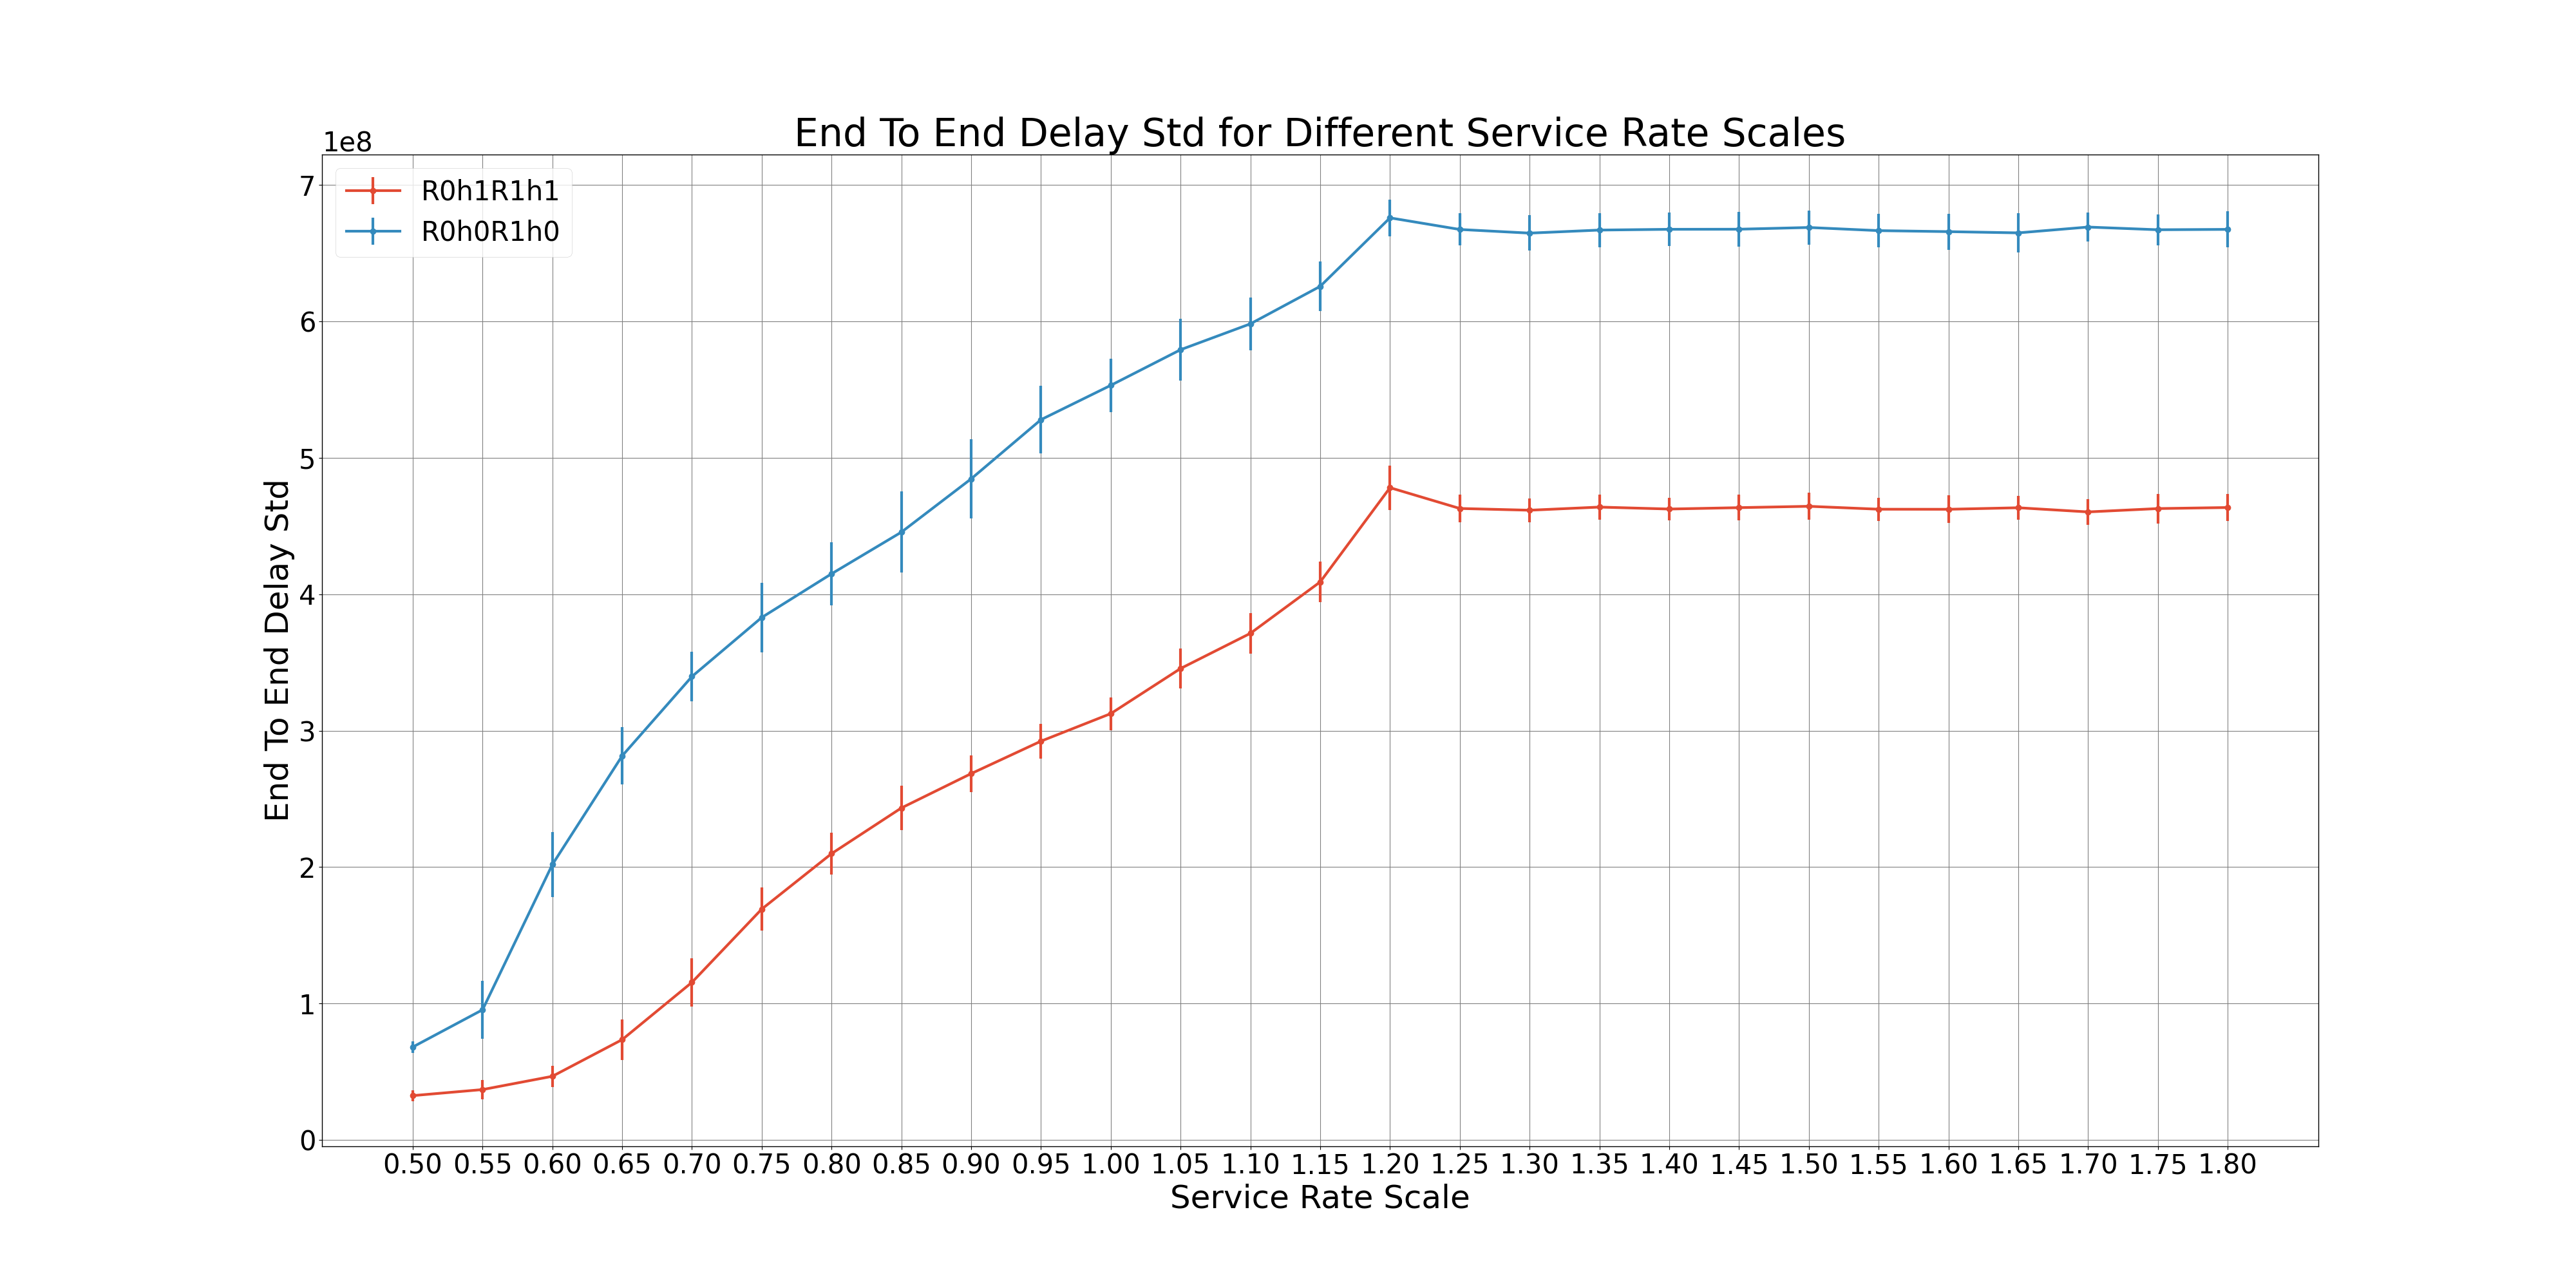 End To End Delay Std for Different Service Rate Scales
1e8
R0h1R1h1
R0h0R1h0
7
6
5
4
3
2
1
0
End To End Delay Std
0.50 0.55 0.60 0.65 0.70 0.75 0.80 0.85 0.90 0.95 1.00 1.05 1.10 1.15 1.20 1.25 1.30 1.35 1.40 1.45 1.50 1.55 1.60 1.65 1.70 1.75 1.80
Service Rate Scale